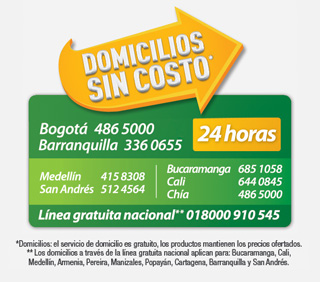 DOMICILIOS
SIN COSTO*
Bogotá 486 5000
Barranquilla 336 0655
24 horas
Medellín 415 8308
San Andrés 512 4564
Bucaramanga 685 1058
Cali 644 0845
Chía 486 5000
Línea gratuita nacional** 018000 910 545
*Domicilios: el servicio de domicilio es gratuito, los productos mantienen los precios ofertados.
** Los domicilios a través de la línea gratuita nacional aplican para: Bucaramanga, Cali,
Medellín, Armenia, Pereira, Manizales, Popayán, Cartagena, Barranquilla y San Andrés.